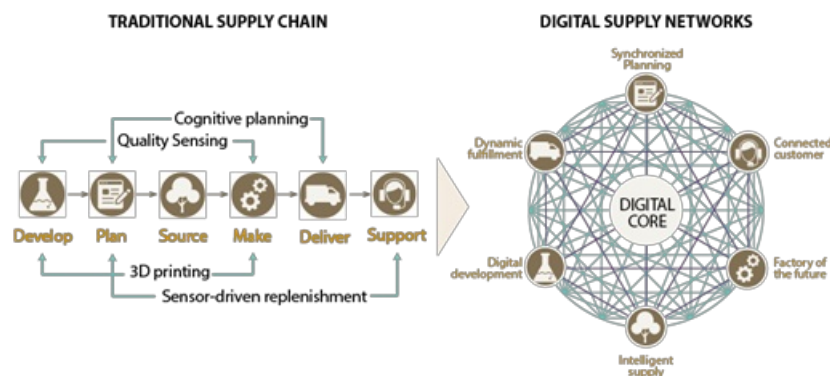 TRADITIONAL SUPPLY CHAIN
Cognitive planning
Quality Sensing
Develop
Plan
Source
Make
Deliver
Support
3D printing
Sensor-driven replenishment
DIGITAL SUPPLY NETWORKS
Synchronized
Planning
Dynamic
fulfillment
Connected
customer
DIGITAL
CORE
Digital
development
Factory of
the future
Intelligent
supply